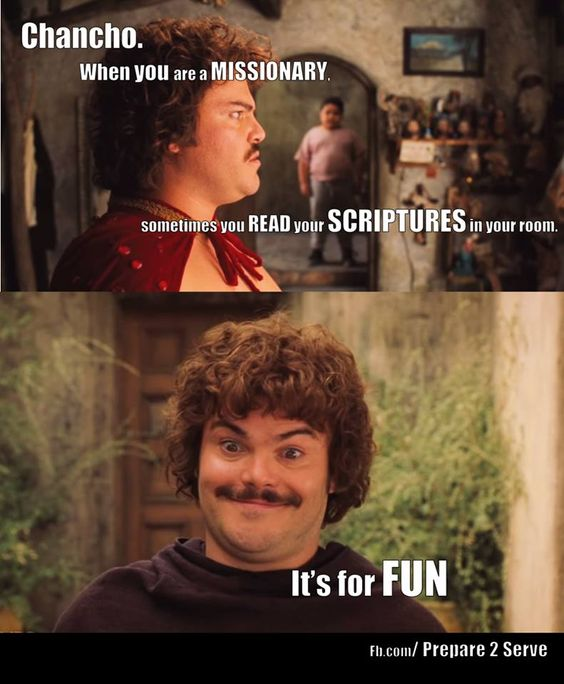 Chancho.
When you are a MISSIONARY,
sometimes you READ your SCRIPTURES in your room.
It's for FUN
Fb.com/ Prepare 2 Serve